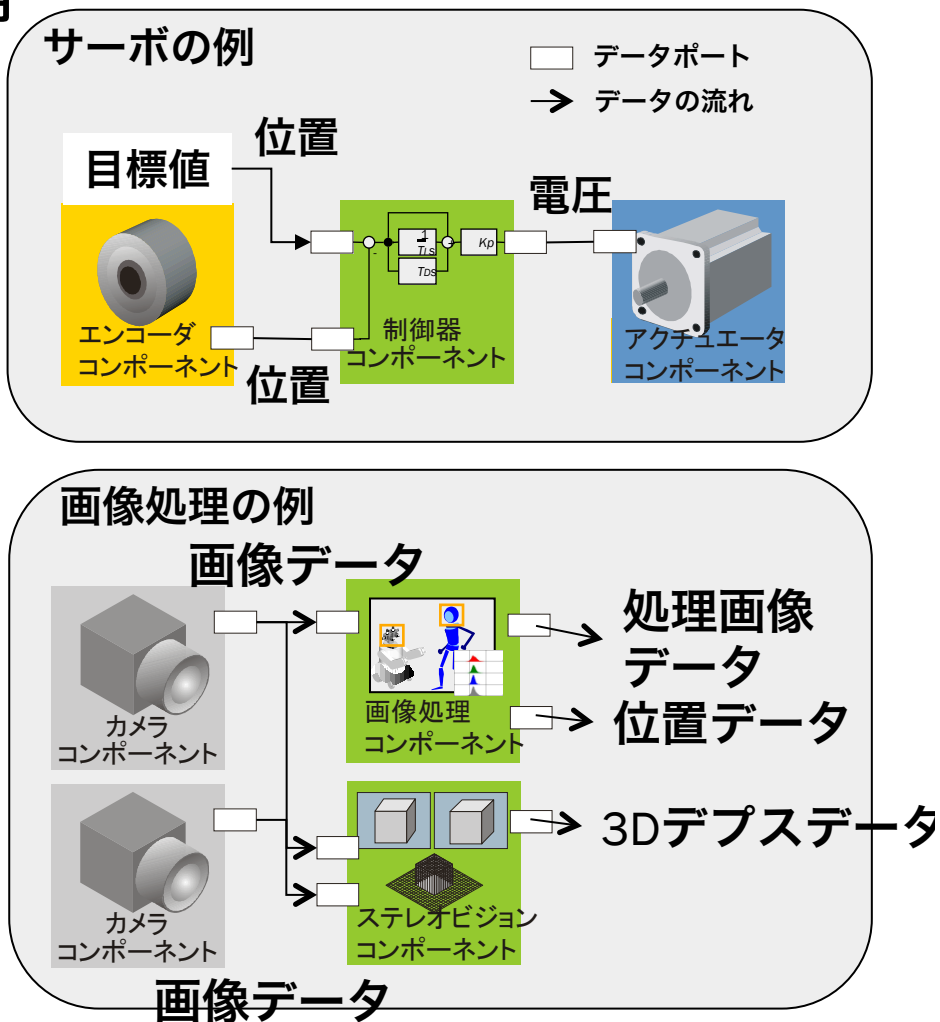 サーボの例
データポート
データの流れ
位置
目標値
電圧
1
TIs
TDs
Kp
-
エンコーダ
コンポーネント
位置
制御器
コンポーネント
アクチュエータ
コンポーネント
画像処理の例
画像データ
カメラ
コンポーネント
画像処理
コンポーネント
処理画像
データ
位置データ
カメラ
コンポーネント
ステレオビジョン
コンポーネント
3Dデプスデータ
画像データ